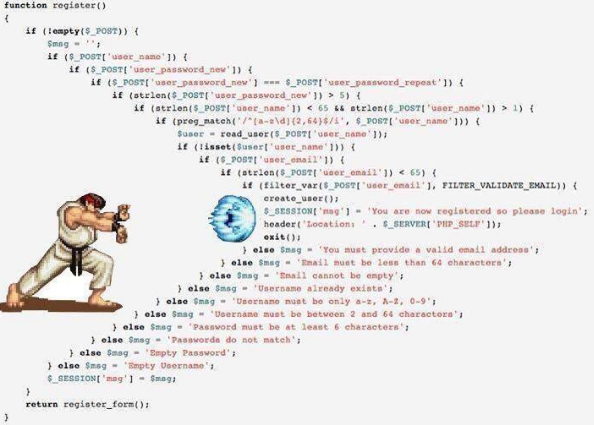 function register()
{
    if (!empty($_POST)) {
        $msg = '';
        if ($_POST['user_name']) {
            if ($_POST['user_password_new']) {
                if ($_POST['user_password_new'] === $_POST['user_password_repeat']) {
                    if (strlen($_POST['user_password_new']) > 5) {
                        if (strlen($_POST['user_name']) < 65 && strlen($_POST['user_name']) > 1) {
                            if (preg_match('/^[a-z\d]{2,64}$/i', $_POST['user_name'])) {
                                $user = read_user($_POST['user_name']);
                                if (!isset($user['user_name'])) {
                                    if ($_POST['user_email']) {
                                        if (strlen($_POST['user_email']) < 65) {
                                            if (filter_var($_POST['user_email'], FILTER_VALIDATE_EMAIL)) {
                                                create_user();
                                                $_SESSION['msg'] = 'You are now registered so please login';
                                                header('Location: ' . $_SERVER['PHP_SELF']);
                                                exit();
                                            } else $msg = 'You must provide a valid email address';
                                        } else $msg = 'Email must be less than 64 characters';
                                    } else $msg = 'Email cannot be empty';
                                } else $msg = 'Username already exists';
                            } else $msg = 'Username must be only a-z, A-Z, 0-9';
                        } else $msg = 'Username must be between 2 and 64 characters';
                    } else $msg = 'Password must be at least 6 characters';
                } else $msg = 'Passwords do not match';
            } else $msg = 'Empty Password';
        } else $msg = 'Empty Username';
        $_SESSION['msg'] = $msg;
    }
    return register_form();
}